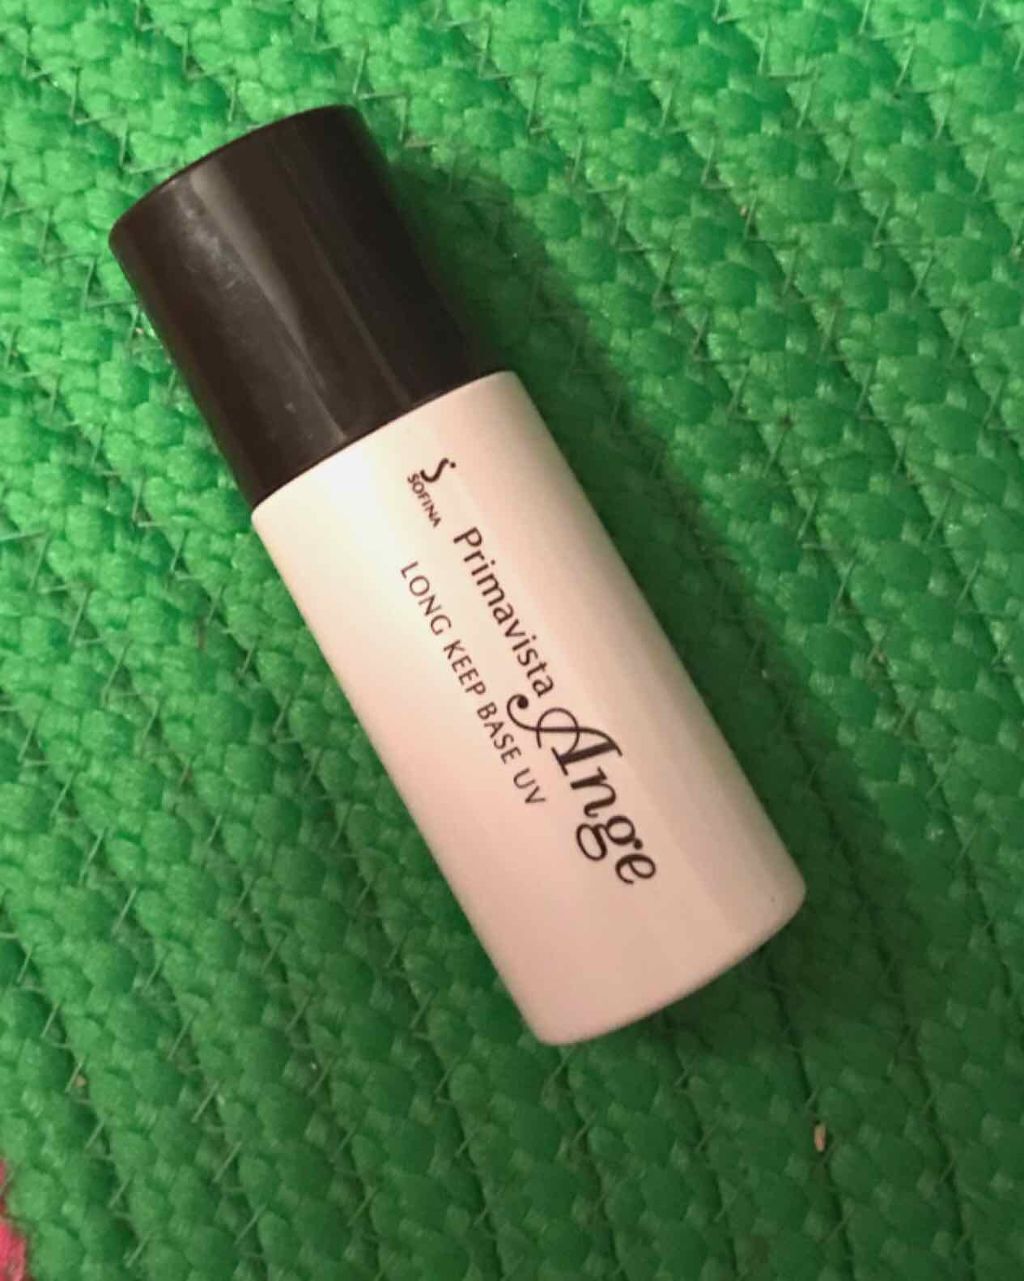 S
SOFINA
Primavista Ange
LONG KEEP BASE UV